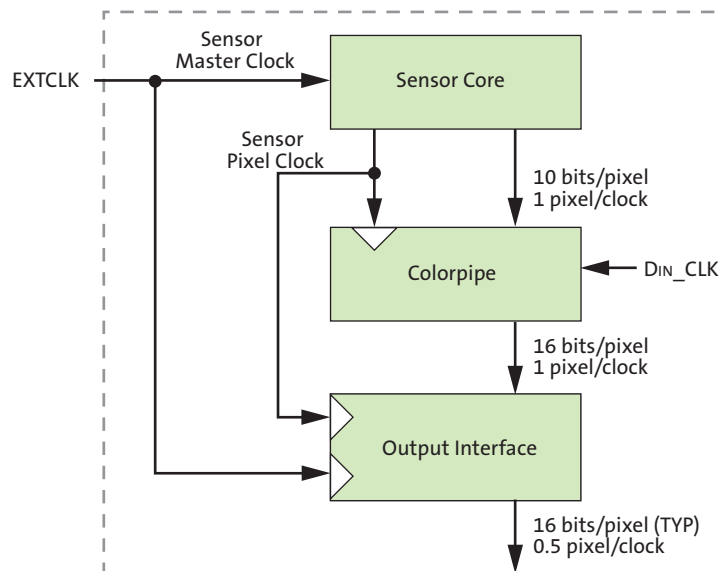 Sensor
Master Clock
EXTCLK
Sensor Core
Sensor
Pixel Clock
10 bits/pixel
1 pixel/clock
Colorpipe
DIN_CLK
16 bits/pixel
1 pixel/clock
Output Interface
16 bits/pixel (TYP)
0.5 pixel/clock